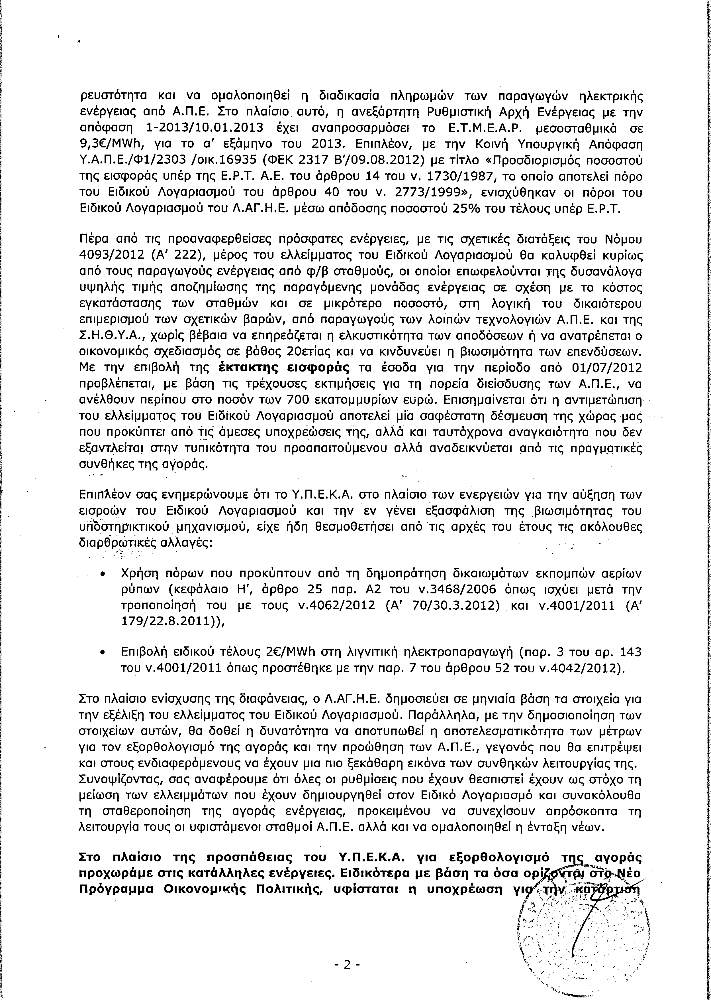 ρευστότητα και να ομαλοποιηθεί η διαδικασία πληρωμών των παραγωγών ηλεκτρικής
ενέργειας από Α.Π.Ε. Στο πλαίσιο αυτό, η ανεξάρτητη Ρυθμιστική Αρχή Ενέργειας με την
απόφαση 1-2013/10.01.2013 έχει αναπροσαρμόσει το Ε.Τ.Μ.Ε.Α.Ρ. μεσοσταθμικά σε
9,3€/MWh, για το α’ εξάμηνο του 2013. Επιπλέον, με την Κοινή Υπουργική Απόφαση
Υ.Α.Π.Ε./Φ1/2303 /οικ.16935 (ΦΕΚ 2317 Β’/09.08.2012) με τίτλο «Προσδιορισμός ποσοστού
της εισφοράς υπέρ της Ε.Ρ.Τ. Α.Ε. του άρθρου 14 του ν. 1730/1987, το οποίο αποτελεί πόρο
του Ειδικού Λογαριασμού του άρθρου 40 του ν. 2773/1999», ενισχύθηκαν οι πόροι του
Ειδικού Λογαριασμού του Λ.ΑΓ.Η.Ε. μέσω απόδοσης ποσοστού 25% του τέλους υπέρ Ε.Ρ.Τ.
Πέρα από τις προαναφερθείσες πρόσφατες ενέργειες, με τις σχετικές διατάξεις του Νόμου
4093/2012 (Α’ 222), μέρος του ελλείμματος του Ειδικού Λογαριασμού θα καλυφθεί κυρίως
από τους παραγωγούς ενέργειας από φ/β σταθμούς, οι οποίοι επωφελούνται της δυσανάλογα
υψηλής τιμής αποζημίωσης της παραγόμενης μονάδας ενέργειας σε σχέση με το κόστος
εγκατάστασης των σταθμών και σε μικρότερο ποσοστό, στη λογική του δικαιότερου
επιμερισμού των σχετικών βαρών, από παραγωγούς των λοιπών τεχνολογιών Α.Π.Ε. και της
Σ.Η.Θ.Υ.Α., χωρίς βέβαια να επηρεάζεται η ελκυστικότητα των αποδόσεων ή να ανατρέπεται ο
οικονομικός σχεδιασμός σε βάθος 20ετίας και να κινδυνεύει η βιωσιμότητα των επενδύσεων.
Με την επιβολή της έκτακτης εισφοράς τα έσοδα για την περίοδο από 01/07/2012
προβλέπεται, με βάση τις τρέχουσες εκτιμήσεις για τη πορεία διείσδυσης των Α.Π.Ε., να
ανέλθουν περίπου στο ποσόν των 700 εκατομμυρίων ευρώ. Επισημαίνεται ότι η αντιμετώπιση
του ελλείμματος του Ειδικού Λογαριασμού αποτελεί μία σαφέστατη δέσμευση της χώρας μας
που προκύπτει από τις άμεσες υποχρεώσεις της, αλλά και ταυτόχρονα αναγκαιότητα που δεν
εξαντλείται στην τυπικότητα του προαπαιτούμενου αλλά αναδεικνύεται από τις πραγματικές
συνθήκες της αγοράς.
Επιπλέον σας ενημερώνουμε ότι το Υ.Π.Ε.Κ.Α. στο πλαίσιο των ενεργειών για την αύξηση των
εισροών του Ειδικού Λογαριασμού και την εν γένει εξασφάλιση της βιωσιμότητας του
υποστηρικτικού μηχανισμού, είχε ήδη θεσμοθετήσει από τις αρχές του έτους τις ακόλουθες
διαρθρωτικές αλλαγές:
• Χρήση πόρων που προκύπτουν από τη δημοπράτηση δικαιωμάτων εκπομπών αερίων
ρύπων (κεφάλαιο Η’, άρθρο 25 παρ. Α2 του ν.3468/2006 όπως ισχύει μετά την
τροποποίησή του με τους ν.4062/2012 (Α’ 70/30.3.2012) και ν.4001/2011 (Α’
179/22.8.2011)),
• Επιβολή ειδικού τέλους 2€/MWh στη λιγνιτική ηλεκτροπαραγωγή (παρ. 3 του αρ. 143
του ν.4001/2011 όπως προστέθηκε με την παρ. 7 του άρθρου 52 του ν.4042/2012).
Στο πλαίσιο ενίσχυσης της διαφάνειας, ο Λ.ΑΓ.Η.Ε. δημοσιεύει σε μηνιαία βάση τα στοιχεία για
την εξέλιξη του ελλείμματος του Ειδικού Λογαριασμού. Παράλληλα, με την δημοσιοποίηση των
στοιχείων αυτών, θα δοθεί η δυνατότητα να αποτυπωθεί η αποτελεσματικότητα των μέτρων
για τον εξορθολογισμό της αγοράς και την προώθηση των Α.Π.Ε., γεγονός που θα επιτρέψει
και στους ενδιαφερόμενους να έχουν μια πιο ξεκάθαρη εικόνα των συνθηκών λειτουργίας της.
Συνοψίζοντας, σας αναφέρουμε ότι όλες οι ρυθμίσεις που έχουν θεσπιστεί έχουν ως στόχο τη
μείωση των ελλειμμάτων που έχουν δημιουργηθεί στον Ειδικό Λογαριασμό και συνακόλουθα
τη σταθεροποίηση της αγοράς ενέργειας, προκειμένου να συνεχίσουν απρόσκοπτα τη
λειτουργία τους οι υφιστάμενοι σταθμοί Α.Π.Ε. αλλά και να ομαλοποιηθεί η ένταξη νέων.
Στο πλαίσιο της προσπάθειας του Υ.Π.Ε.Κ.Α. για εξορθολογισμό της αγοράς
προχωράμε στις κατάλληλες ενέργειες. Ειδικότερα με βάση τα όσα ορίζονται στο Νέο
Πρόγραμμα Οικονομικής Πολιτικής, υφίσταται η υποχρέωση για την κατάρτιση
- 2 -